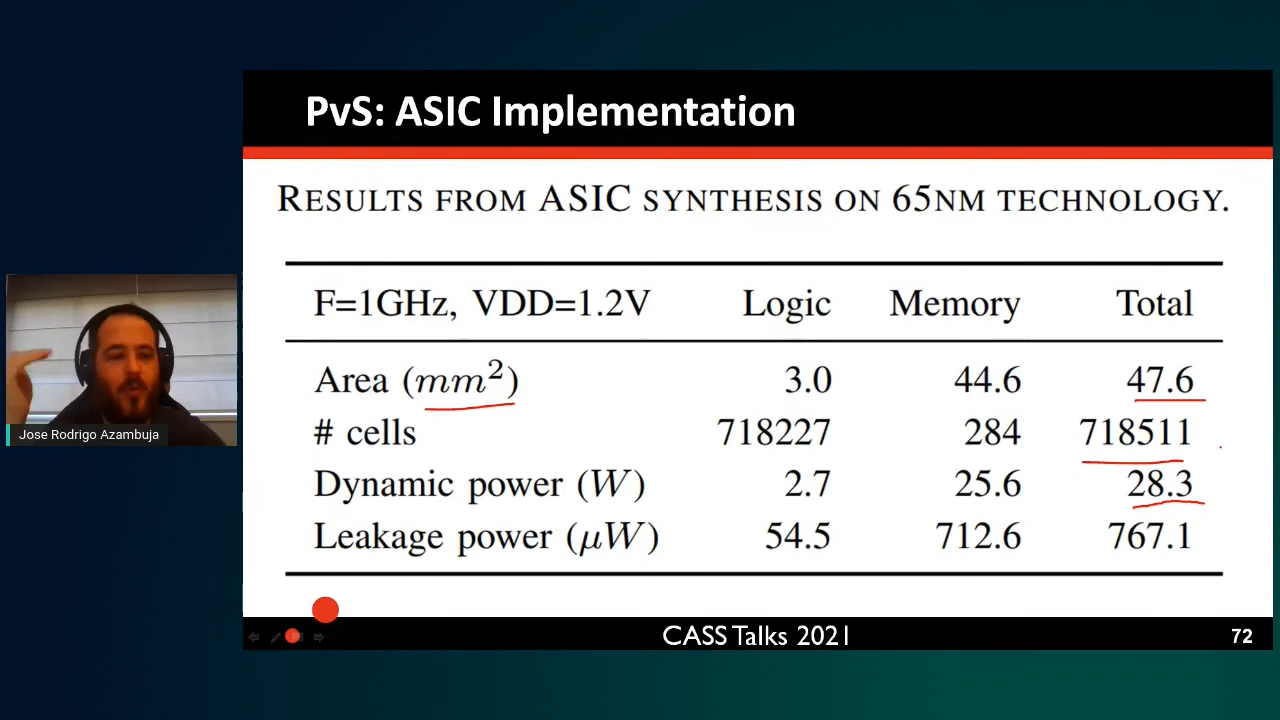 PvS: ASIC Implementation
RESULTS FROM ASIC SYNTHESIS ON 65NM TECHNOLOGY.
F=1GHz, VDD=1.2V Logic Memory Total
Area (mm²) 3.0 44.6 47.6
# cells 718227 284 718511
Dynamic power (W) 2.7 25.6 28.3
Leakage power (μW) 54.5 712.6 767.1
Jose Rodrigo Azambuja
CASS Talks 2021
72